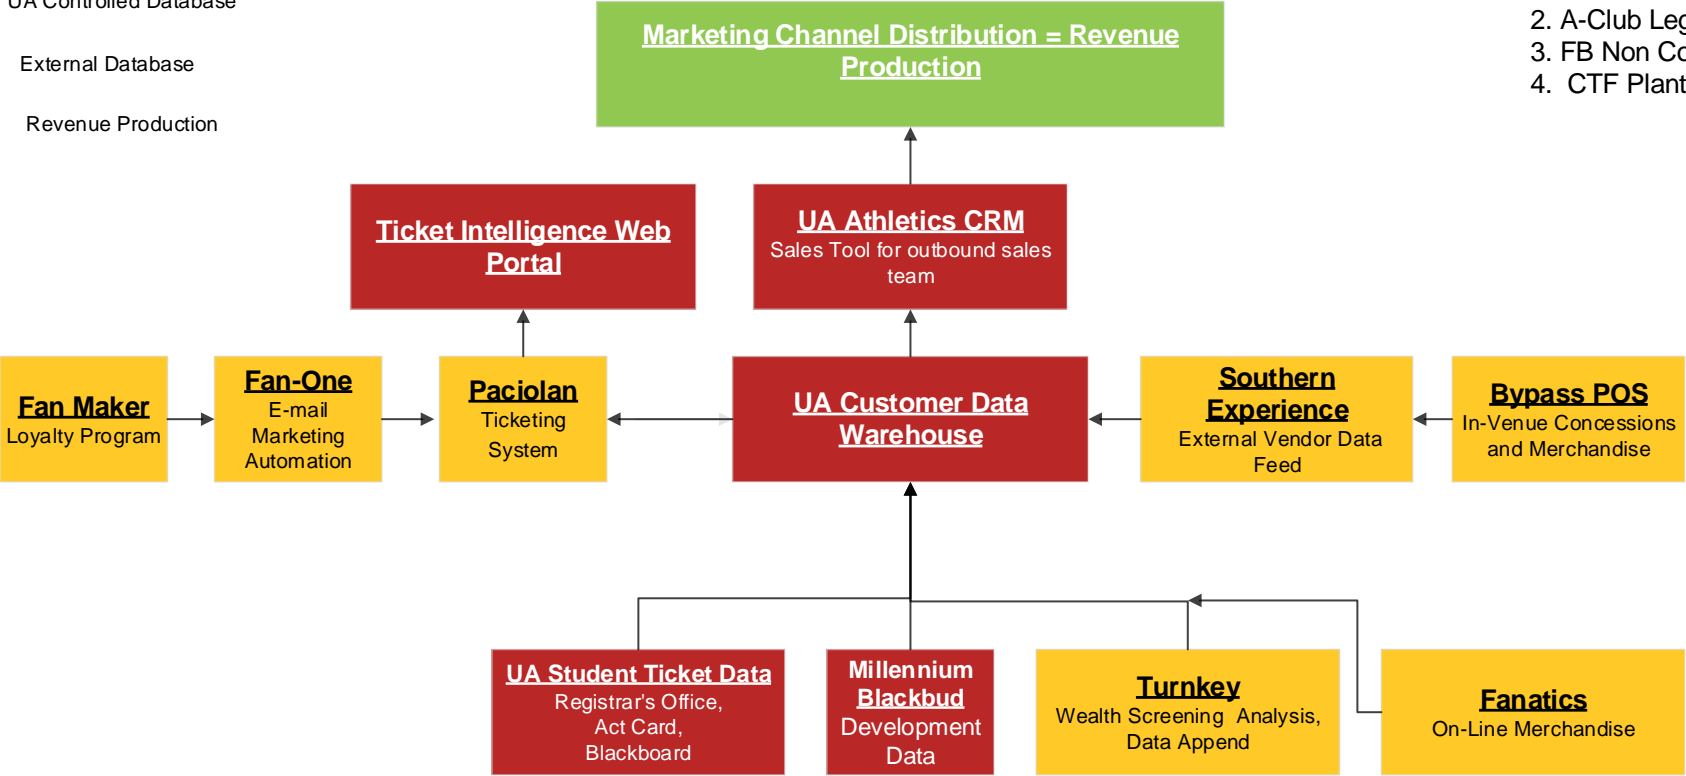 UA Controlled Database
External Database
Revenue Production
Marketing Channel Distribution = Revenue
Production
2. A-Club
3. FB Non
4. CTF Plant
Ticket Intelligence Web
Portal
UA Athletics CRM
Sales Tool for outbound sales
team
Fan Maker
Loyalty Program
Fan-One
E-mail
Marketing
Automation
Paciolan
Ticketing
System
UA Customer Data
Warehouse
Southern
Experience
External Vendor Data
Feed
Bypass POS
In-Venue Concessions
and Merchandise
UA Student Ticket Data
Registrar's Office,
Act Card,
Blackboard
Millennium
Blackbud
Development
Data
Turnkey
Wealth Screening Analysis,
Data Append
Fanatics
On-Line Merchandise